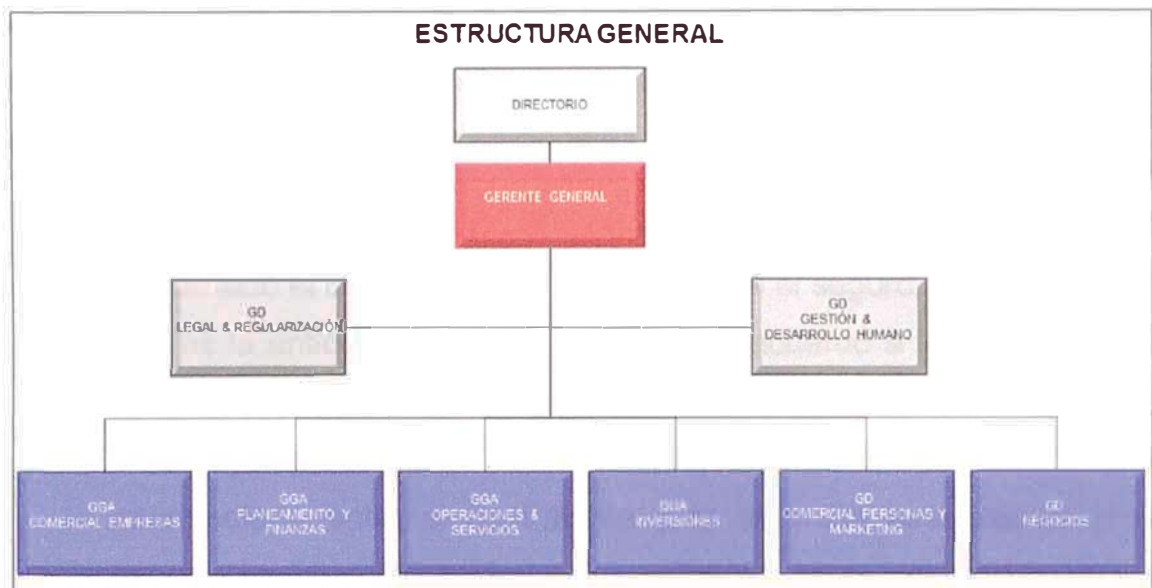 ESTRUCTURA GENERAL
DIRECTORIO
GERENTE GENERAL
GD
LEGAL & REGULARIZACIÓN
GD
GESTIÓN &
DESARROLLO HUMANO
GGA
COMERCIAL EMPRESAS
GGA
PLANEAMIENTO Y
FINANZAS
GGA
OPERACIONES &
SERVICIOS
GGA
INVERSIONES
GD
COMERCIAL PERSONAS Y
MARKETING
GD
NEGOCIOS